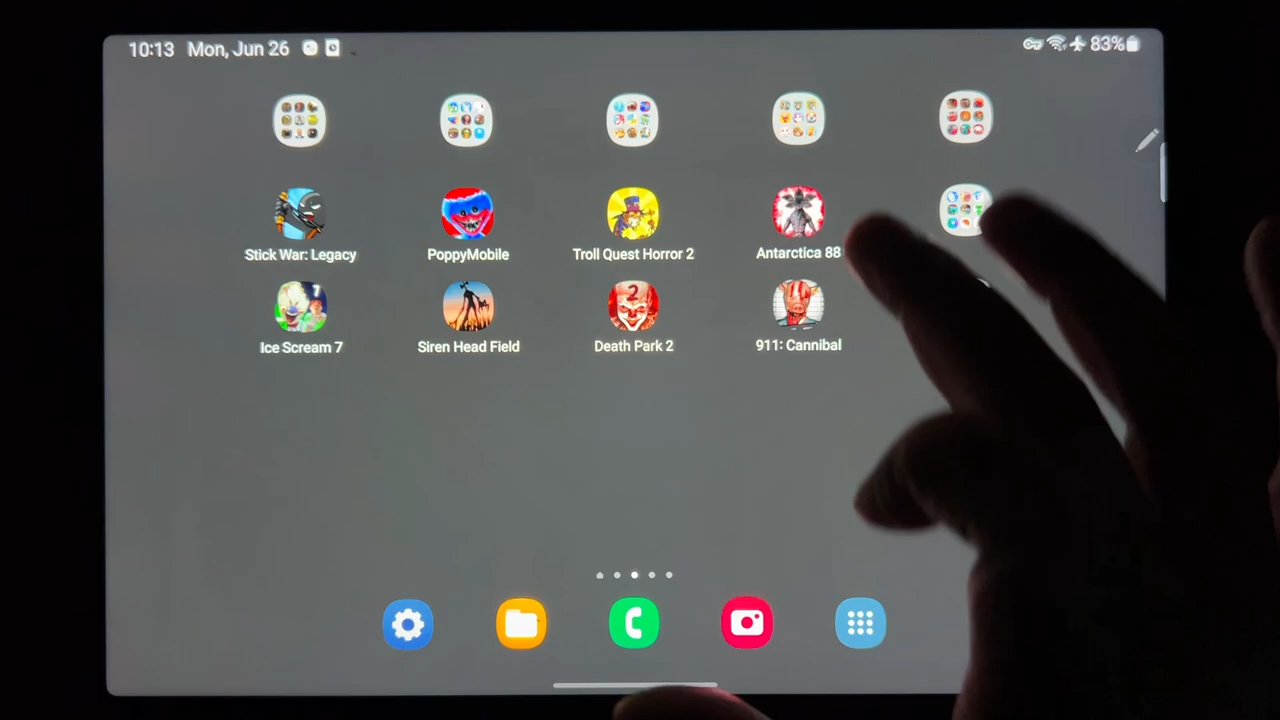 10:13 Mon, Jun 26 83%
Stick War: Legacy PoppyMobile Troll Quest Horror 2 Antarctica 88
Ice Scream 7 Siren Head Field Death Park 2 911: Cannibal